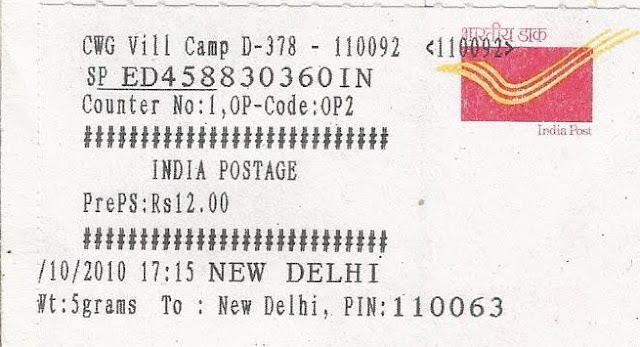 CWG Vill Camp D-378 - 110092 <110092>
SP ED458830360IN
Counter No:1,OP-Code:OP2
###########################
INDIA POSTAGE
PrePS:Rs12.00
###########################
/10/2010 17:15 NEW DELHI
Wt:5grams To : New Delhi, PIN:110063
भारतीय डाक
India Post